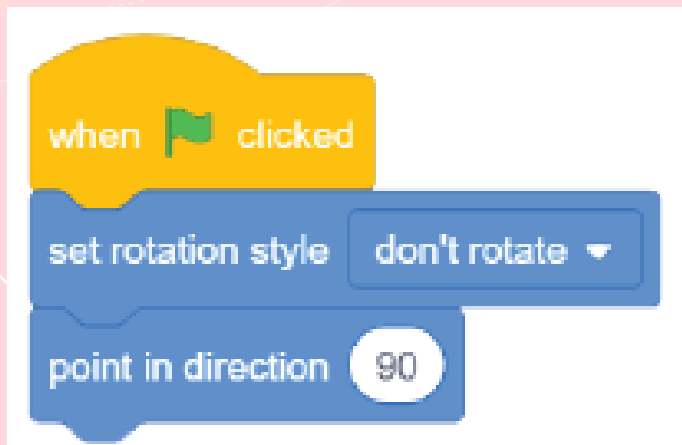 when clicked
set rotation style don't rotate
point in direction 90